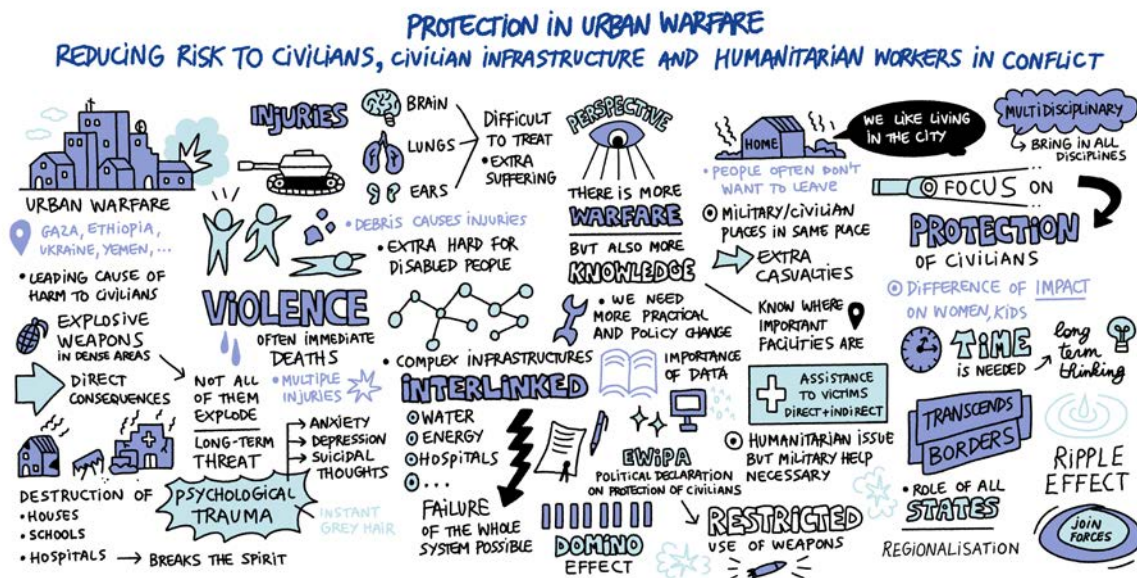 PROTECTION IN URBAN WARFARE
REDUCING RISK TO CIVILIANS, CIVILIAN INFRASTRUCTURE AND HUMANITARIAN WORKERS IN CONFLICT
URBAN WARFARE
GAZA, ETHIOPIA,
UKRAINE, YEMEN,...
• LEADING CAUSE OF
HARM TO CIVILIANS
EXPLOSIVE
WEAPONS
IN DENSE AREAS
DIRECT
CONSEQUENCES
DESTRUCTION OF
• HOUSES
• SCHOOLS
• HOSPITALS → BREAKS THE SPIRIT
NOT ALL
OF THEM
EXPLODE
LONG-TERM
THREAT
PSYCHOLOGICAL
TRAUMA
→ ANXIETY
→ DEPRESSION
→ SUICIDAL
THOUGHTS
INSTANT
GREY HAIR
INJURIES
BRAIN
LUNGS
EARS
DIFFICULT
TO TREAT
• EXTRA
SUFFERING
• DEBRIS CAUSES INJURIES
• EXTRA HARD FOR
DISABLED PEOPLE
VIOLENCE
OFTEN IMMEDIATE
DEATHS
• MULTIPLE
INJURIES
• COMPLEX INFRASTRUCTURES
INTERLINKED
WATER
ENERGY
HOSPITALS
...
FAILURE
OF THE WHOLE
SYSTEM POSSIBLE
PERSPECTIVE
THERE IS MORE
WARFARE
BUT ALSO MORE
KNOWLEDGE
• WE NEED
MORE PRACTICAL
AND POLICY CHANGE
IMPORTANCE
OF DATA
EWIPA
POLITICAL DECLARATION
ON PROTECTION OF CIVILIANS
DOMINO
EFFECT
RESTRICTED
USE OF WEAPONS
HOME
WE LIKE LIVING
IN THE CITY
• PEOPLE OFTEN DON'T
WANT TO LEAVE
MILITARY/CIVILIAN
PLACES IN SAME PLACE
EXTRA
CASUALTIES
KNOW WHERE
IMPORTANT
FACILITIES ARE
ASSISTANCE
TO VICTIMS
DIRECT+INDIRECT
HUMANITARIAN ISSUE
BUT MILITARY HELP
NECESSARY
MULTIDISCIPLINARY
BRING IN ALL
DISCIPLINES
FOCUS ON
PROTECTION
OF CIVILIANS
DIFFERENCE OF IMPACT
ON WOMEN, KIDS
TIME
IS NEEDED
long
term
thinking
TRANSCENDS
BORDERS
• ROLE OF ALL
STATES
REGIONALISATION
RIPPLE
EFFECT
JOIN
FORCES